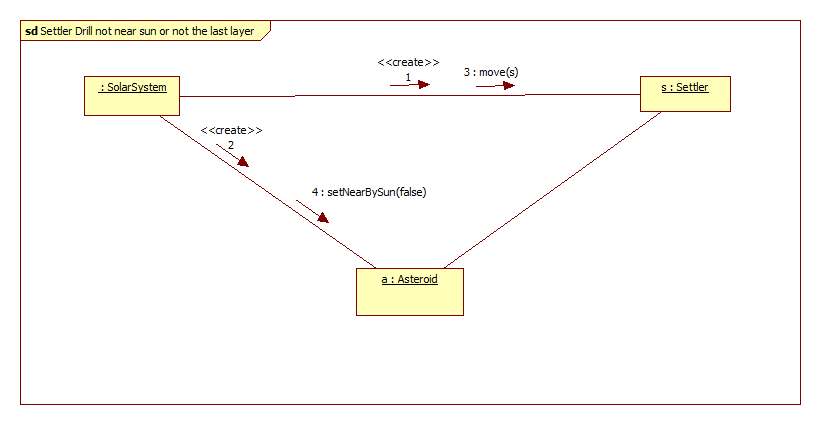 sd Settler Drill not near sun or not the last layer
<<create>>
1
3 : move(s)
: SolarSystem
s : Settler
<<create>>
2
4 : setNearBySun(false)
a : Asteroid